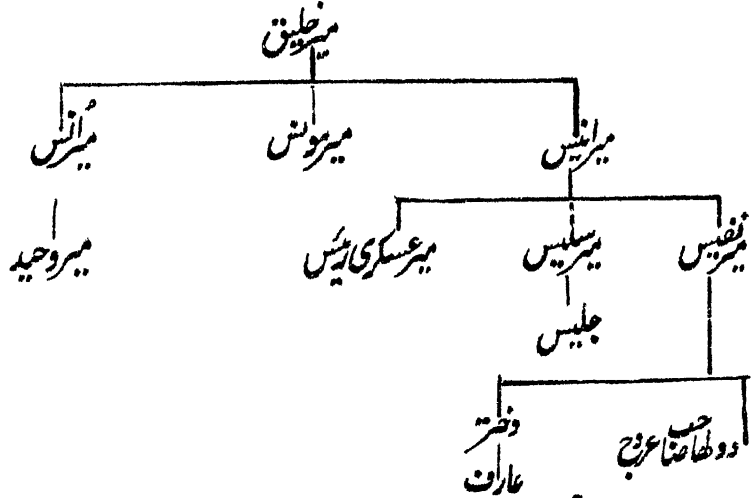 میر خلیق
میر انیس میر مونس میر اُنس
میر نفیس میر سلیس میر عسکری رئیس میر وحید
جلیس
دولھا صاحب عروج دختر
عارف